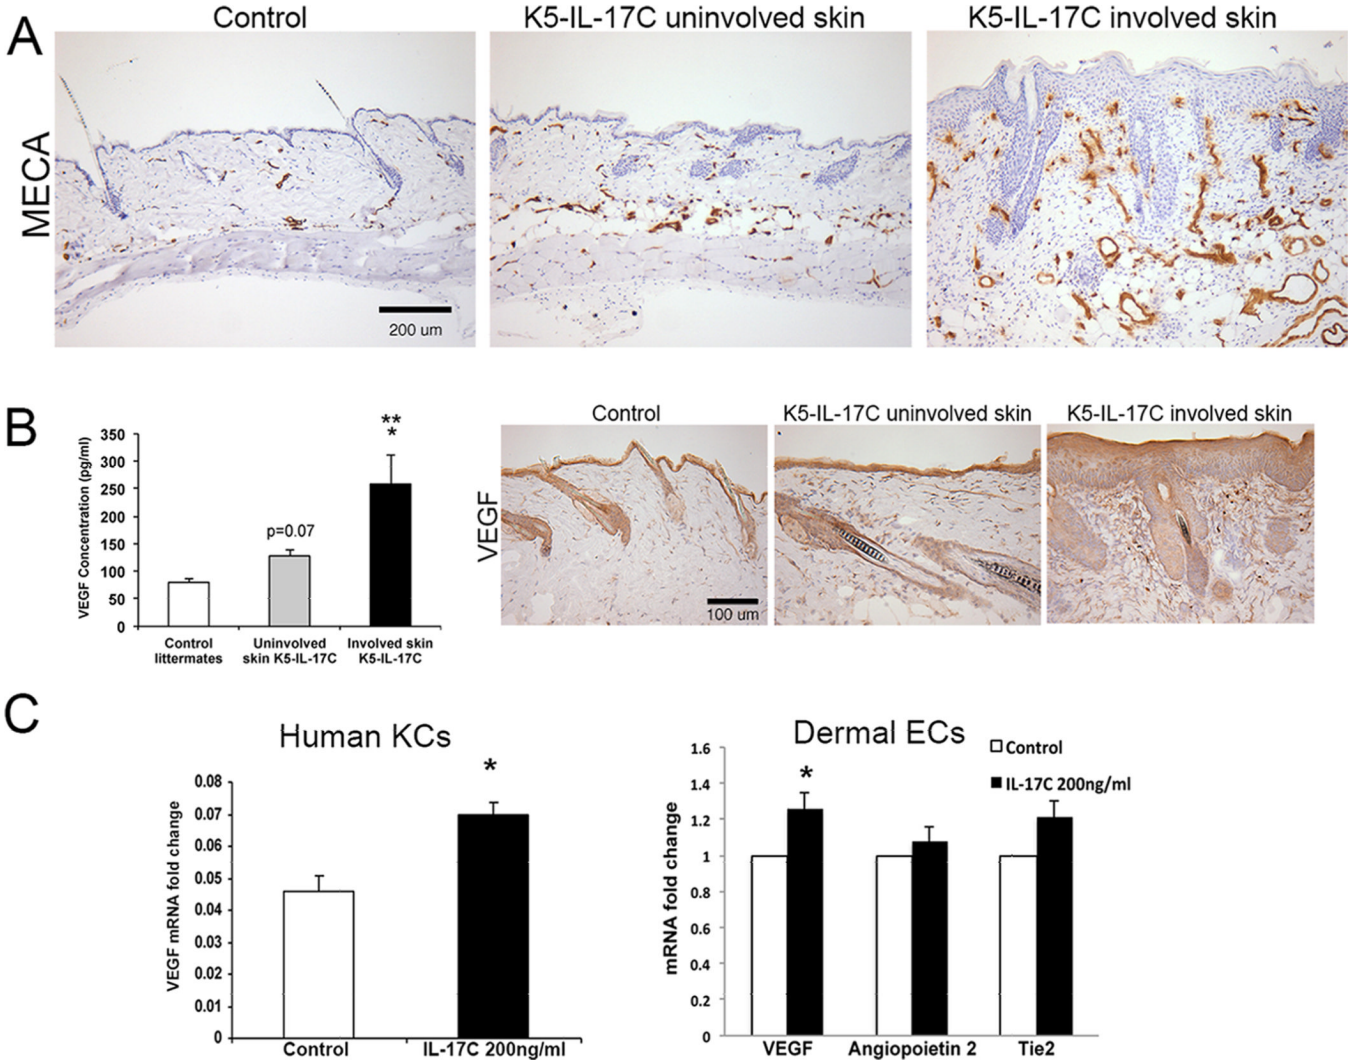 A
Control
K5-IL-17C uninvolved skin
K5-IL-17C involved skin
MECA
200 um
B
350
300
250
200
150
100
50
0
VEGF Concentration (pg/ml)
p=0.07
**
*
Control
littermates
Uninvolved
skin K5-IL-17C
Involved skin
K5-IL-17C
Control
K5-IL-17C uninvolved skin
K5-IL-17C involved skin
VEGF
100 um
C
Human KCs
0.08
0.07
0.06
0.05
0.04
0.03
0.02
0.01
0
VEGF mRNA fold change
*
Control
IL-17C 200ng/ml
Dermal ECs
Control
IL-17C 200ng/ml
1.6
1.4
1.2
1
0.8
0.6
0.4
0.2
0
mRNA fold change
*
VEGF
Angiopoietin 2
Tie2